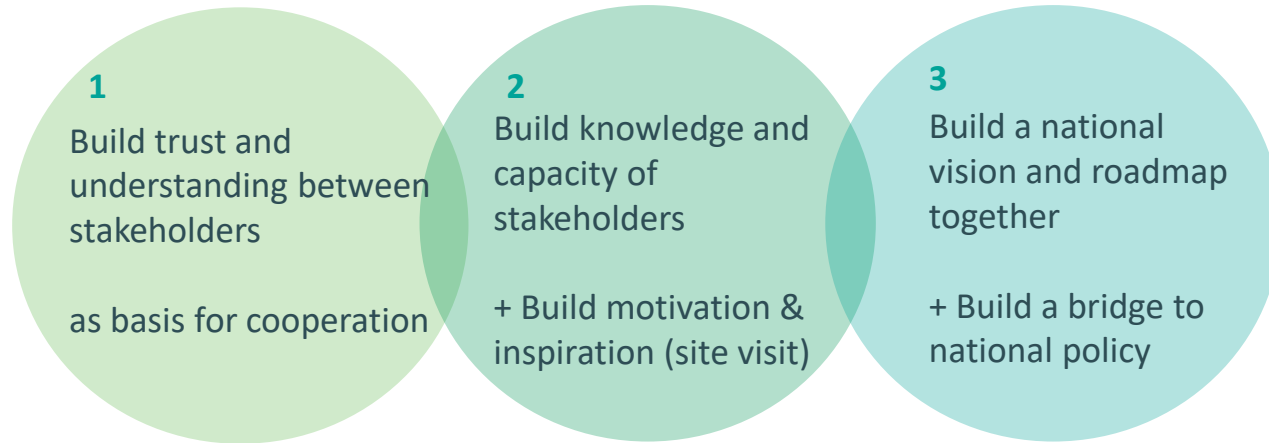 1
Build trust and
understanding between
stakeholders
as basis for cooperation
2
Build knowledge and
capacity of
stakeholders
+ Build motivation &
inspiration (site visit)
3
Build a national
vision and roadmap
together
+ Build a bridge to
national policy